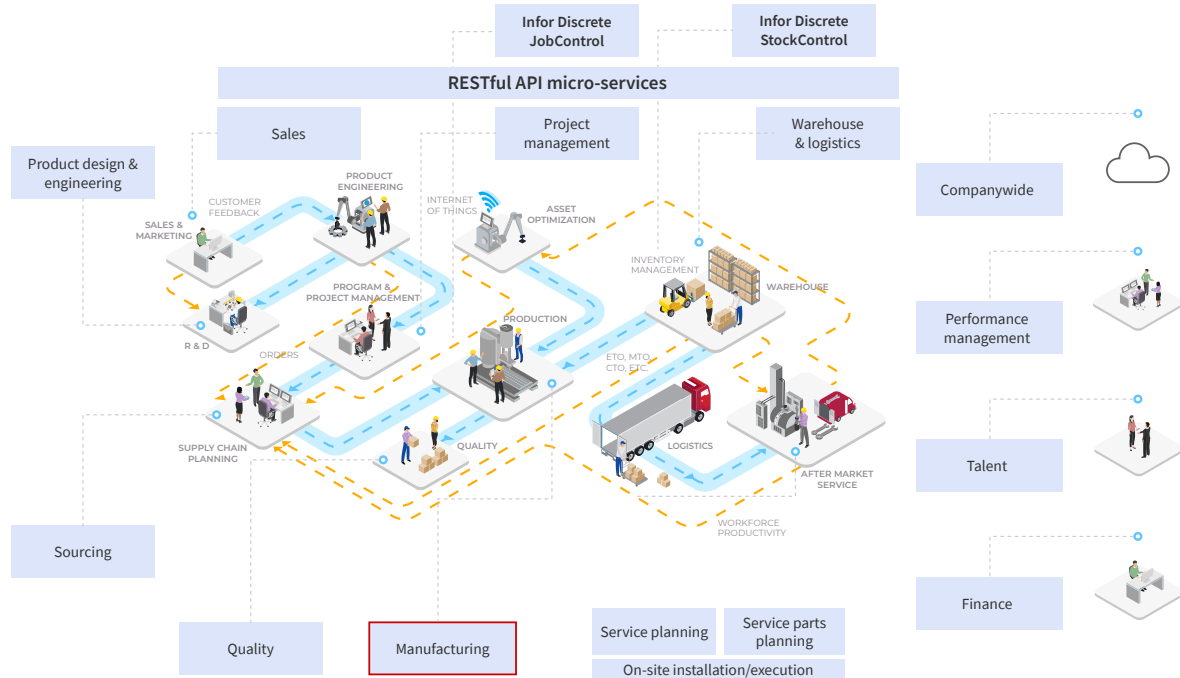 Infor Discrete
JobControl
Infor Discrete
StockControl
RESTful API micro-services
Sales
Project
management
Warehouse
& logistics
Product design &
engineering
Companywide
PRODUCT
ENGINEERING
CUSTOMER
FEEDBACK
INTERNET
OF THINGS
ASSET
OPTIMIZATION
SALES &
MARKETING
INVENTORY
MANAGEMENT
WAREHOUSE
PROGRAM &
PROJECT MANAGEMENT
PRODUCTION
Performance
management
R & D
ORDERS
ETO, MTO,
CTO, ETC.
SUPPLY CHAIN
PLANNING
QUALITY
LOGISTICS
AFTER MARKET
SERVICE
Talent
WORKFORCE
PRODUCTIVITY
Sourcing
Finance
Quality
Manufacturing
Service planning
Service parts
planning
On-site installation/execution